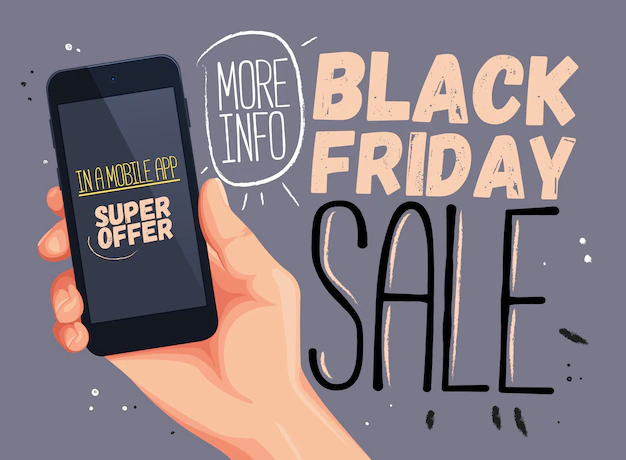 MORE
INFO
BLACK
FRIDAY
SALE
IN A MOBILE APP
SUPER
OFFER